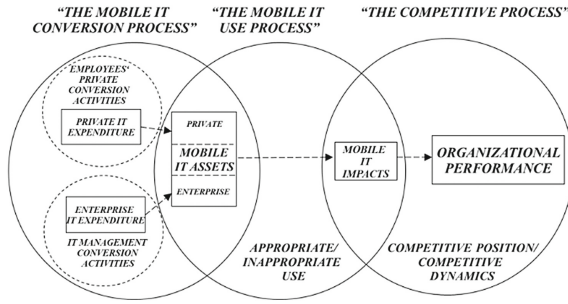 “THE MOBILE IT
CONVERSION PROCESS”
“THE MOBILE IT
USE PROCESS”
“THE COMPETITIVE PROCESS”
EMPLOYEES'
PRIVATE
CONVERSION
ACTIVITIES
PRIVATE IT
EXPENDITURE
ENTERPRISE
IT EXPENDITURE
IT MANAGEMENT
CONVERSION
ACTIVITIES
PRIVATE
MOBILE
IT ASSETS
ENTERPRISE
APPROPRIATE/
INAPPROPRIATE
USE
MOBILE
IT
IMPACTS
ORGANIZATIONAL
PERFORMANCE
COMPETITIVE POSITION/
COMPETITIVE
DYNAMICS